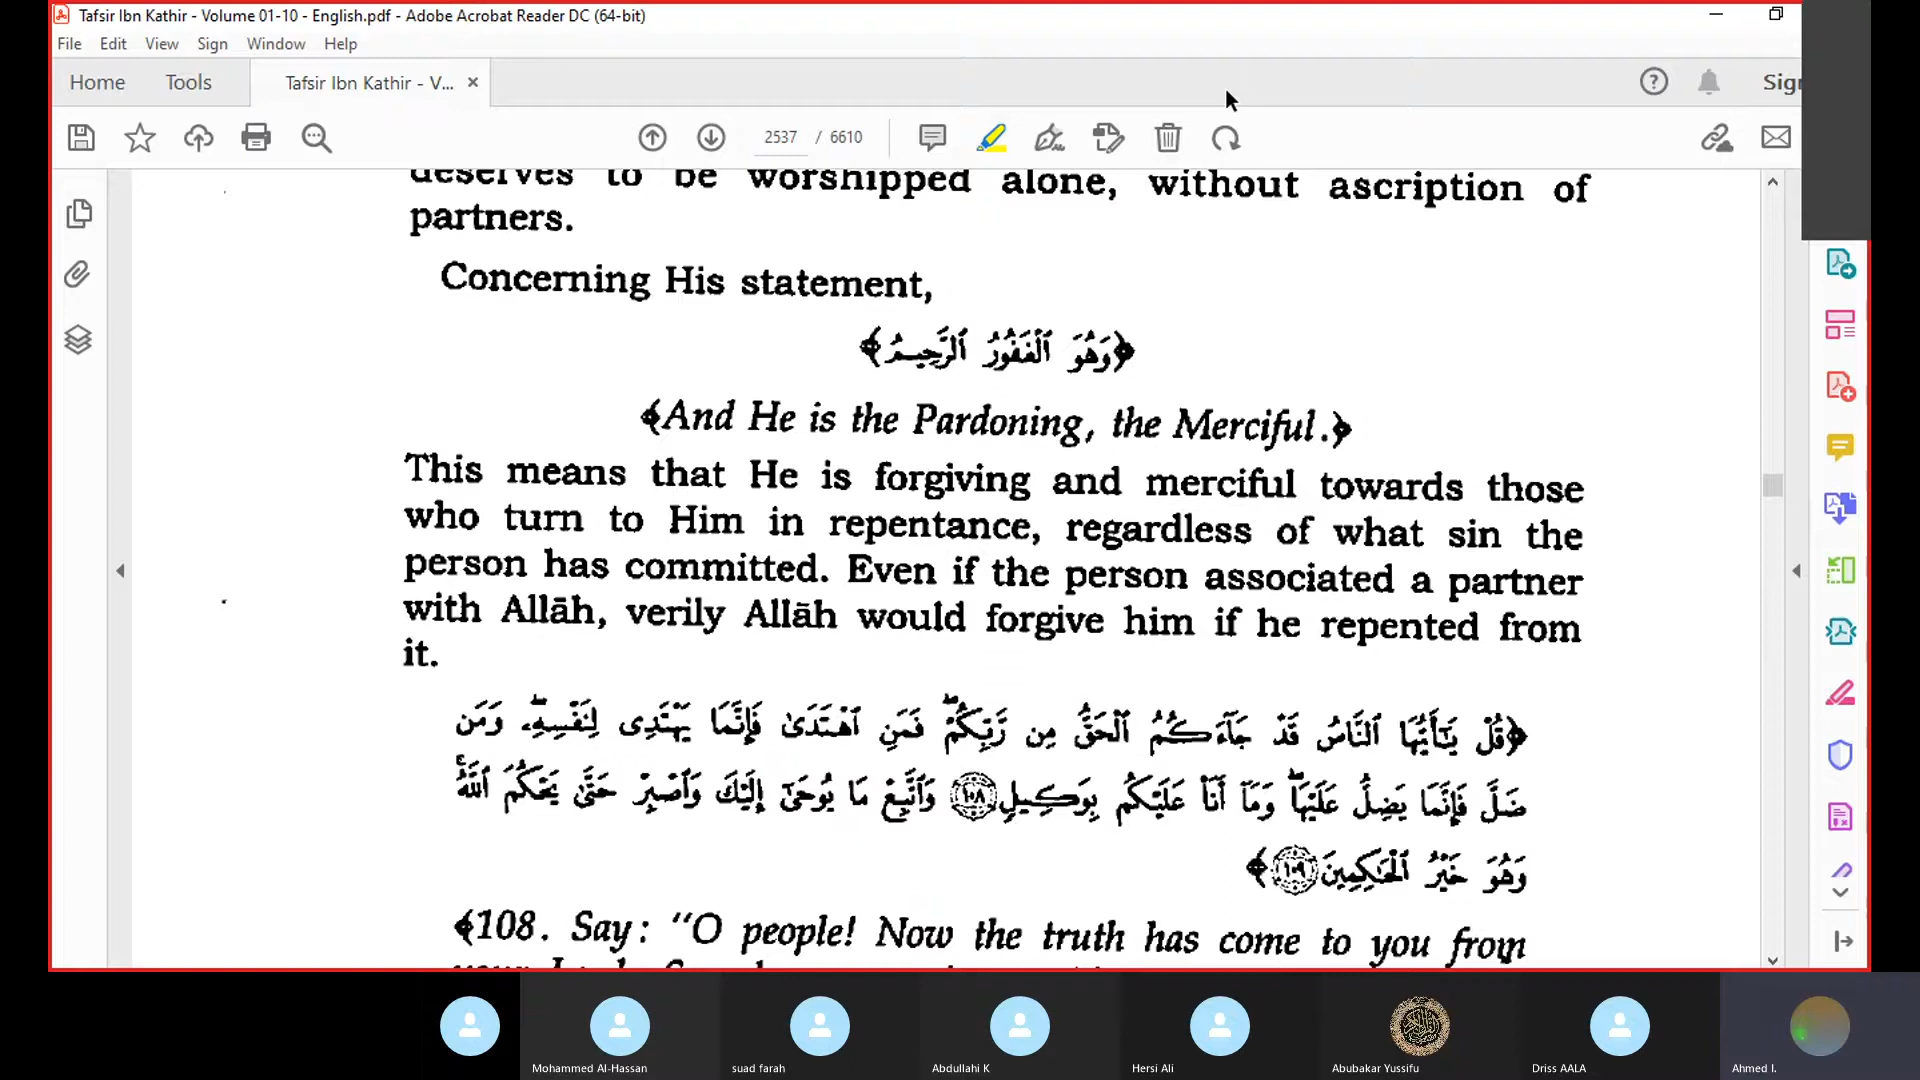 Tafsir Ibn Kathir - Volume 01-10 - English.pdf - Adobe Acrobat Reader DC (64-bit)
File Edit View Sign Window Help
Home Tools Tafsir Ibn Kathir - V... Sign
2537 / 6610
deserves to be worshipped alone, without ascription of
partners.
Concerning His statement,
﴿وَهُوَ ٱلْغَفُورُ ٱلرَّحِيمُ﴾
﴾And He is the Pardoning, the Merciful.﴿
This means that He is forgiving and merciful towards those
who turn to Him in repentance, regardless of what sin the
person has committed. Even if the person associated a partner
with Allāh, verily Allāh would forgive him if he repented from
it.
﴿قُلْ يَـٰٓأَيُّهَا ٱلنَّاسُ قَدْ جَآءَكُمُ ٱلْحَقُّ مِن رَّبِّكُمْ ۖ فَمَنِ ٱهْتَدَىٰ فَإِنَّمَا يَهْتَدِى لِنَفْسِهِۦ ۖ وَمَن
ضَلَّ فَإِنَّمَا يَضِلُّ عَلَيْهَا ۖ وَمَآ أَنَا۠ عَلَيْكُم بِوَكِيلٍ ١٠٨ وَٱتَّبِعْ مَا يُوحَىٰٓ إِلَيْكَ وَٱصْبِرْ حَتَّىٰ يَحْكُمَ ٱللَّهُ ۚ
وَهُوَ خَيْرُ ٱلْحَـٰكِمِينَ ١٠٩﴾
﴾108. Say: "O people! Now the truth has come to you from
Mohammed Al-Hassan suad farah Abdullahi K Hersi Ali Abubakar Yussifu Driss AALA Ahmed I.